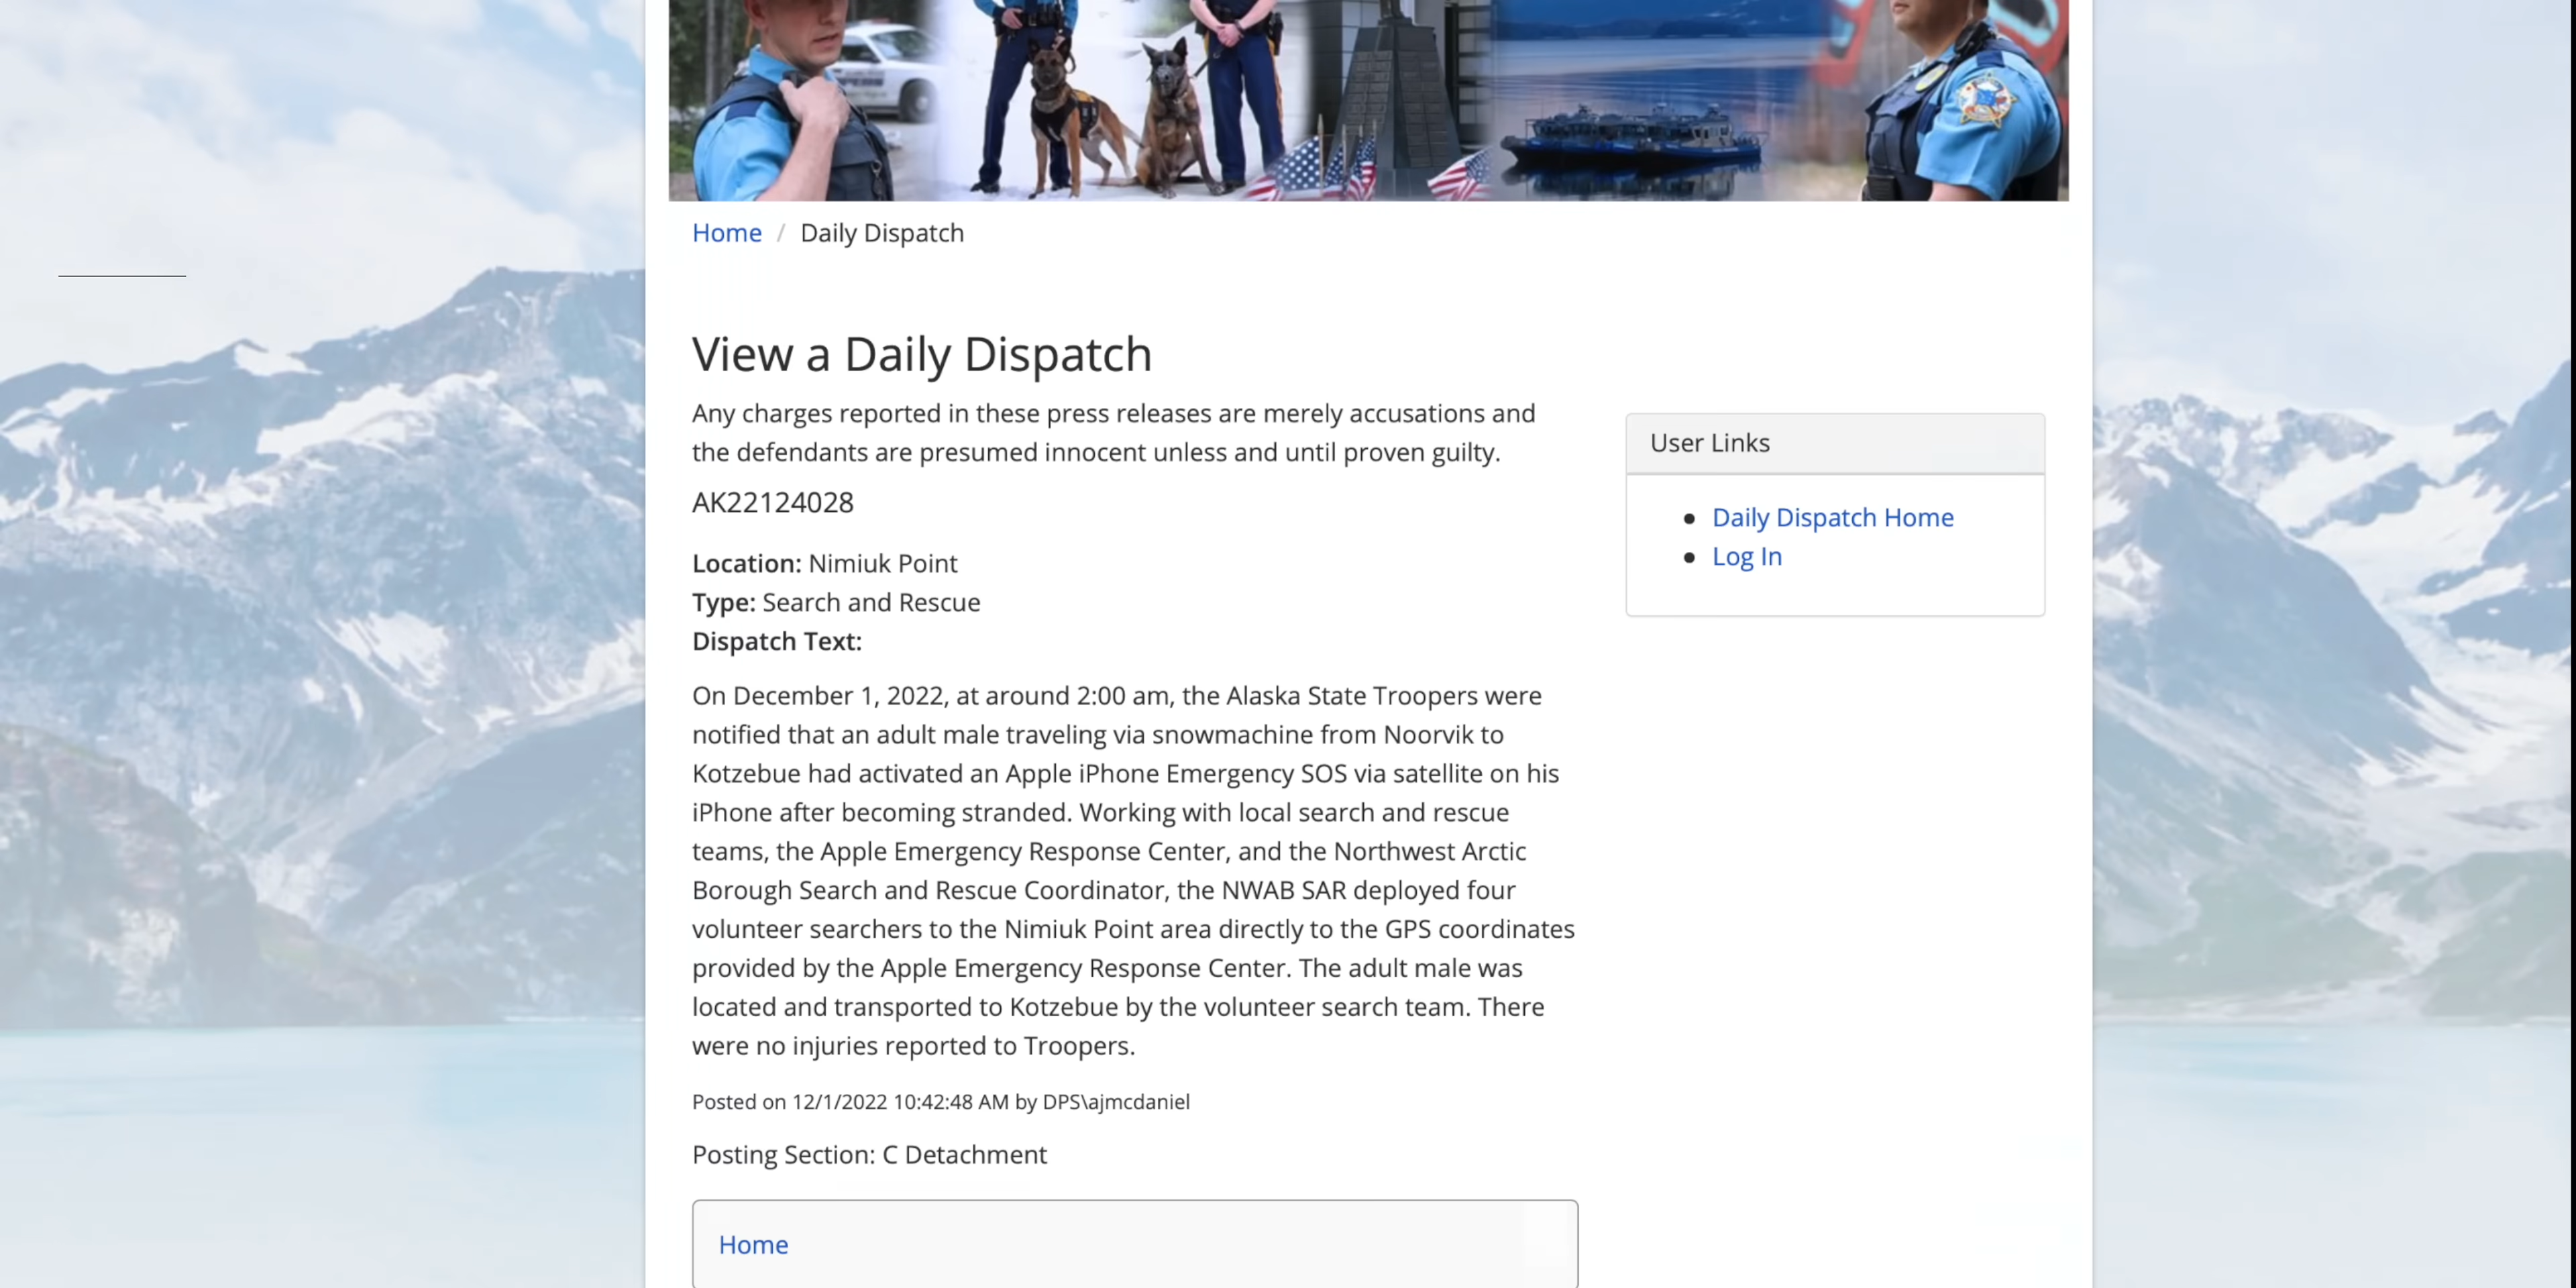 Home / Daily Dispatch
View a Daily Dispatch
Any charges reported in these press releases are merely accusations and
the defendants are presumed innocent unless and until proven guilty.
AK22124028
Location: Nimiuk Point
Type: Search and Rescue
Dispatch Text:
On December 1, 2022, at around 2:00 am, the Alaska State Troopers were
notified that an adult male traveling via snowmachine from Noorvik to
Kotzebue had activated an Apple iPhone Emergency SOS via satellite on his
iPhone after becoming stranded. Working with local search and rescue
teams, the Apple Emergency Response Center, and the Northwest Arctic
Borough Search and Rescue Coordinator, the NWAB SAR deployed four
volunteer searchers to the Nimiuk Point area directly to the GPS coordinates
provided by the Apple Emergency Response Center. The adult male was
located and transported to Kotzebue by the volunteer search team. There
were no injuries reported to Troopers.
Posted on 12/1/2022 10:42:48 AM by DPS\ajmcdaniel
Posting Section: C Detachment
Home
User Links
Daily Dispatch Home
Log In